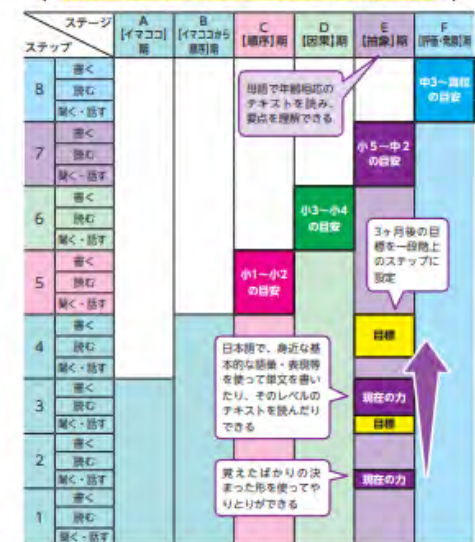 ステージ
ステップ
A
【イマココ】
期
B
【イマココから
順序】期
C
【順序】期
D
【因果】期
E
【抽象】期
F
【評価・発展】期
8
書く
読む
聞く・話す
7
書く
読む
聞く・話す
6
書く
読む
聞く・話す
5
書く
読む
聞く・話す
4
書く
読む
聞く・話す
3
書く
読む
聞く・話す
2
書く
読む
聞く・話す
1
書く
読む
聞く・話す
母語で年齢相応の
テキストを読み、
要点を理解できる
中3~高校
の目安
小5~中2
の目安
小3~小4
の目安
小1~小2
の目安
3ヶ月後の目
標を一段階上
のステップに
設定
目標
日本語で、身近な基
本的な語彙・表現等
を使って単文を書い
たり、そのレベルの
テキストを読んだり
できる
現在の力
目標
覚えたばかりの決
まった形を使ってや
りとりができる
現在の力